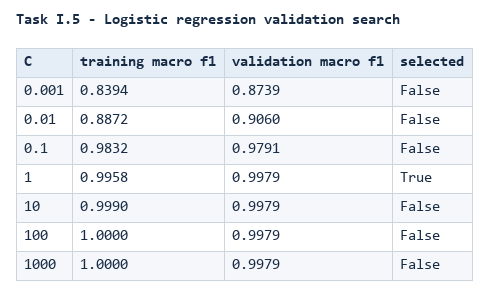 Task I.5 - Logistic regression validation search
C training macro f1 validation macro f1 selected
0.001 0.8394 0.8739 False
0.01 0.8872 0.9060 False
0.1 0.9832 0.9791 False
1 0.9958 0.9979 True
10 0.9990 0.9979 False
100 1.0000 0.9979 False
1000 1.0000 0.9979 False